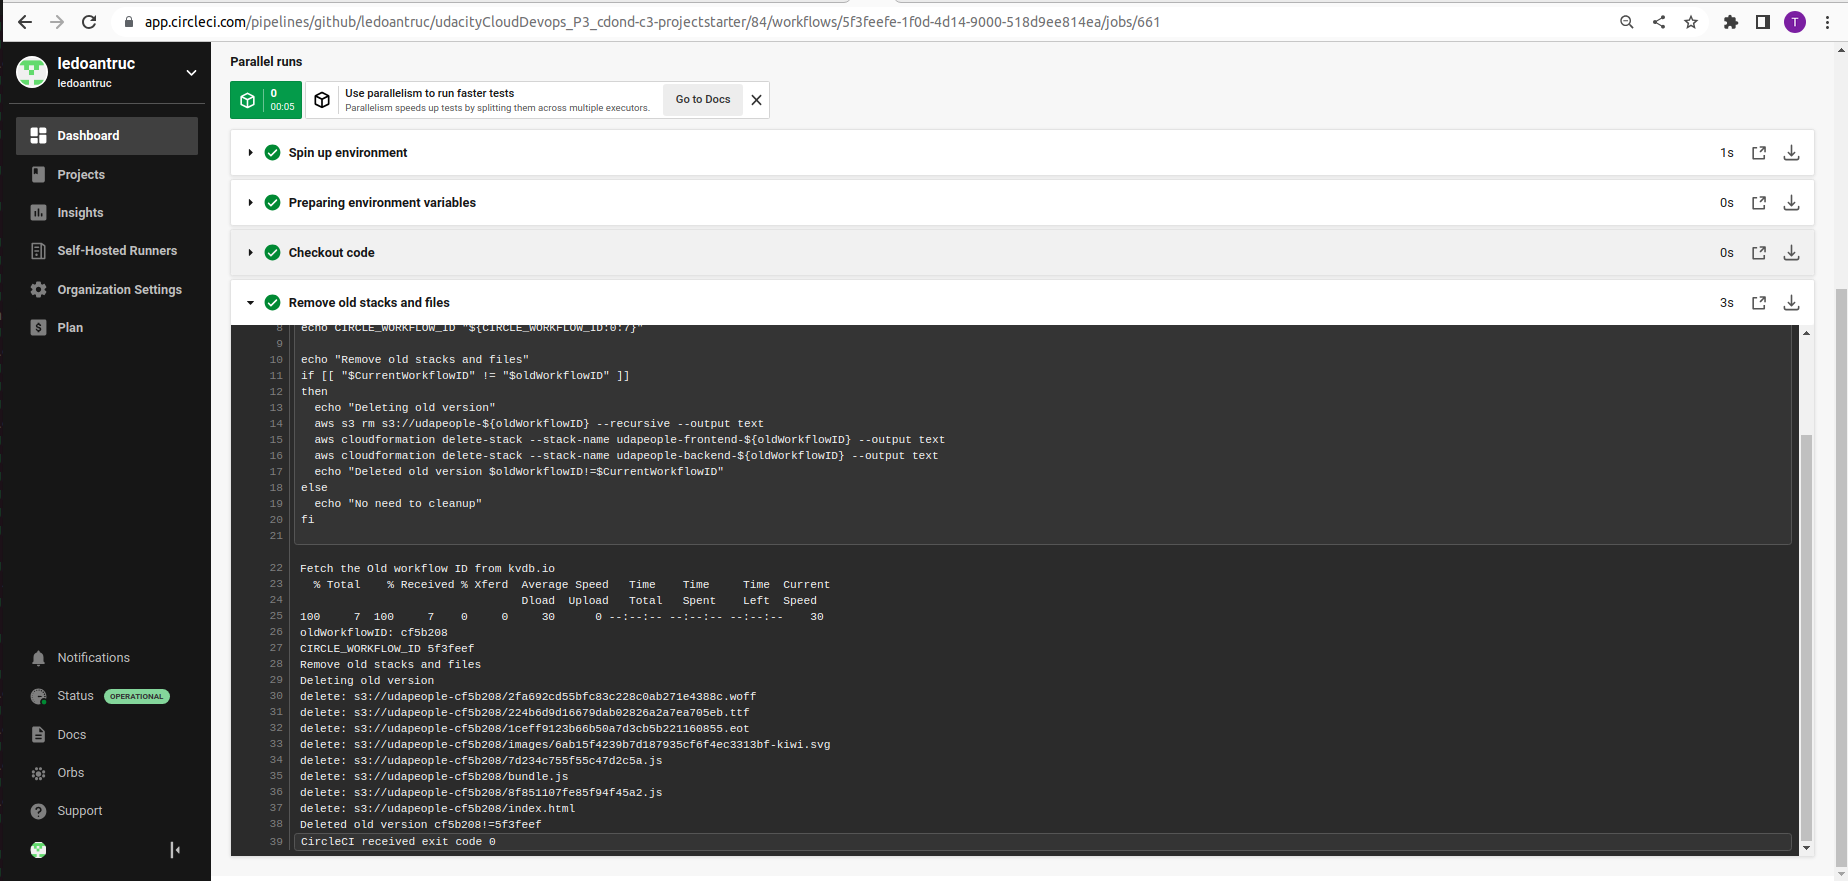 app.circleci.com/pipelines/github/ledoantruc/udacityCloudDevops_P3_cdond-c3-projectstarter/84/workflows/5f3feefe-1f0d-4d14-9000-518d9ee814ea/jobs/661
T
ledoantruc
ledoantruc
Dashboard
Projects
Insights
Self-Hosted Runners
Organization Settings
Plan
Notifications
Status OPERATIONAL
Docs
Orbs
Support
Parallel runs
0
00:05
Use parallelism to run faster tests
Parallelism speeds up tests by splitting them across multiple executors.
Go to Docs
Spin up environment 1s
Preparing environment variables 0s
Checkout code 0s
Remove old stacks and files 3s
8 echo CIRCLE_WORKFLOW_ID "${CIRCLE_WORKFLOW_ID:0:7}"
9
10 echo "Remove old stacks and files"
11 if [[ "$CurrentWorkflowID" != "$oldWorkflowID" ]]
12 then
13   echo "Deleting old version"
14   aws s3 rm s3://udapeople-${oldWorkflowID} --recursive --output text
15   aws cloudformation delete-stack --stack-name udapeople-frontend-${oldWorkflowID} --output text
16   aws cloudformation delete-stack --stack-name udapeople-backend-${oldWorkflowID} --output text
17   echo "Deleted old version $oldWorkflowID!=$CurrentWorkflowID"
18 else
19   echo "No need to cleanup"
20 fi
21
22 Fetch the Old workflow ID from kvdb.io
23   % Total    % Received % Xferd  Average Speed   Time    Time     Time  Current
24                                  Dload  Upload   Total   Spent    Left  Speed
25 100     7  100     7    0     0     30      0 --:--:-- --:--:-- --:--:--    30
26 oldWorkflowID: cf5b208
27 CIRCLE_WORKFLOW_ID 5f3feef
28 Remove old stacks and files
29 Deleting old version
30 delete: s3://udapeople-cf5b208/2fa692cd55bfc83c228c0ab271e4388c.woff
31 delete: s3://udapeople-cf5b208/224b6d9d16679dab02826a2a7ea705eb.ttf
32 delete: s3://udapeople-cf5b208/1ceff9123b66b50a7d3cb5b221160855.eot
33 delete: s3://udapeople-cf5b208/images/6ab15f4239b7d187935cf6f4ec3313bf-kiwi.svg
34 delete: s3://udapeople-cf5b208/7d234c755f55c47d2c5a.js
35 delete: s3://udapeople-cf5b208/bundle.js
36 delete: s3://udapeople-cf5b208/8f851107fe85f94f45a2.js
37 delete: s3://udapeople-cf5b208/index.html
38 Deleted old version cf5b208!=5f3feef
39 CircleCI received exit code 0